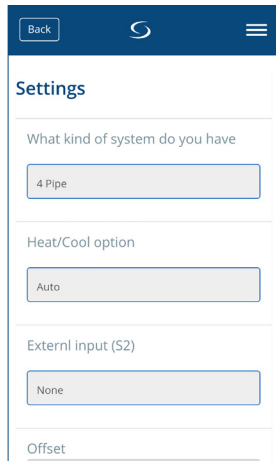 Back
Settings
What kind of system do you have
4 Pipe
Heat/Cool option
Auto
Externl input (S2)
None
Offset